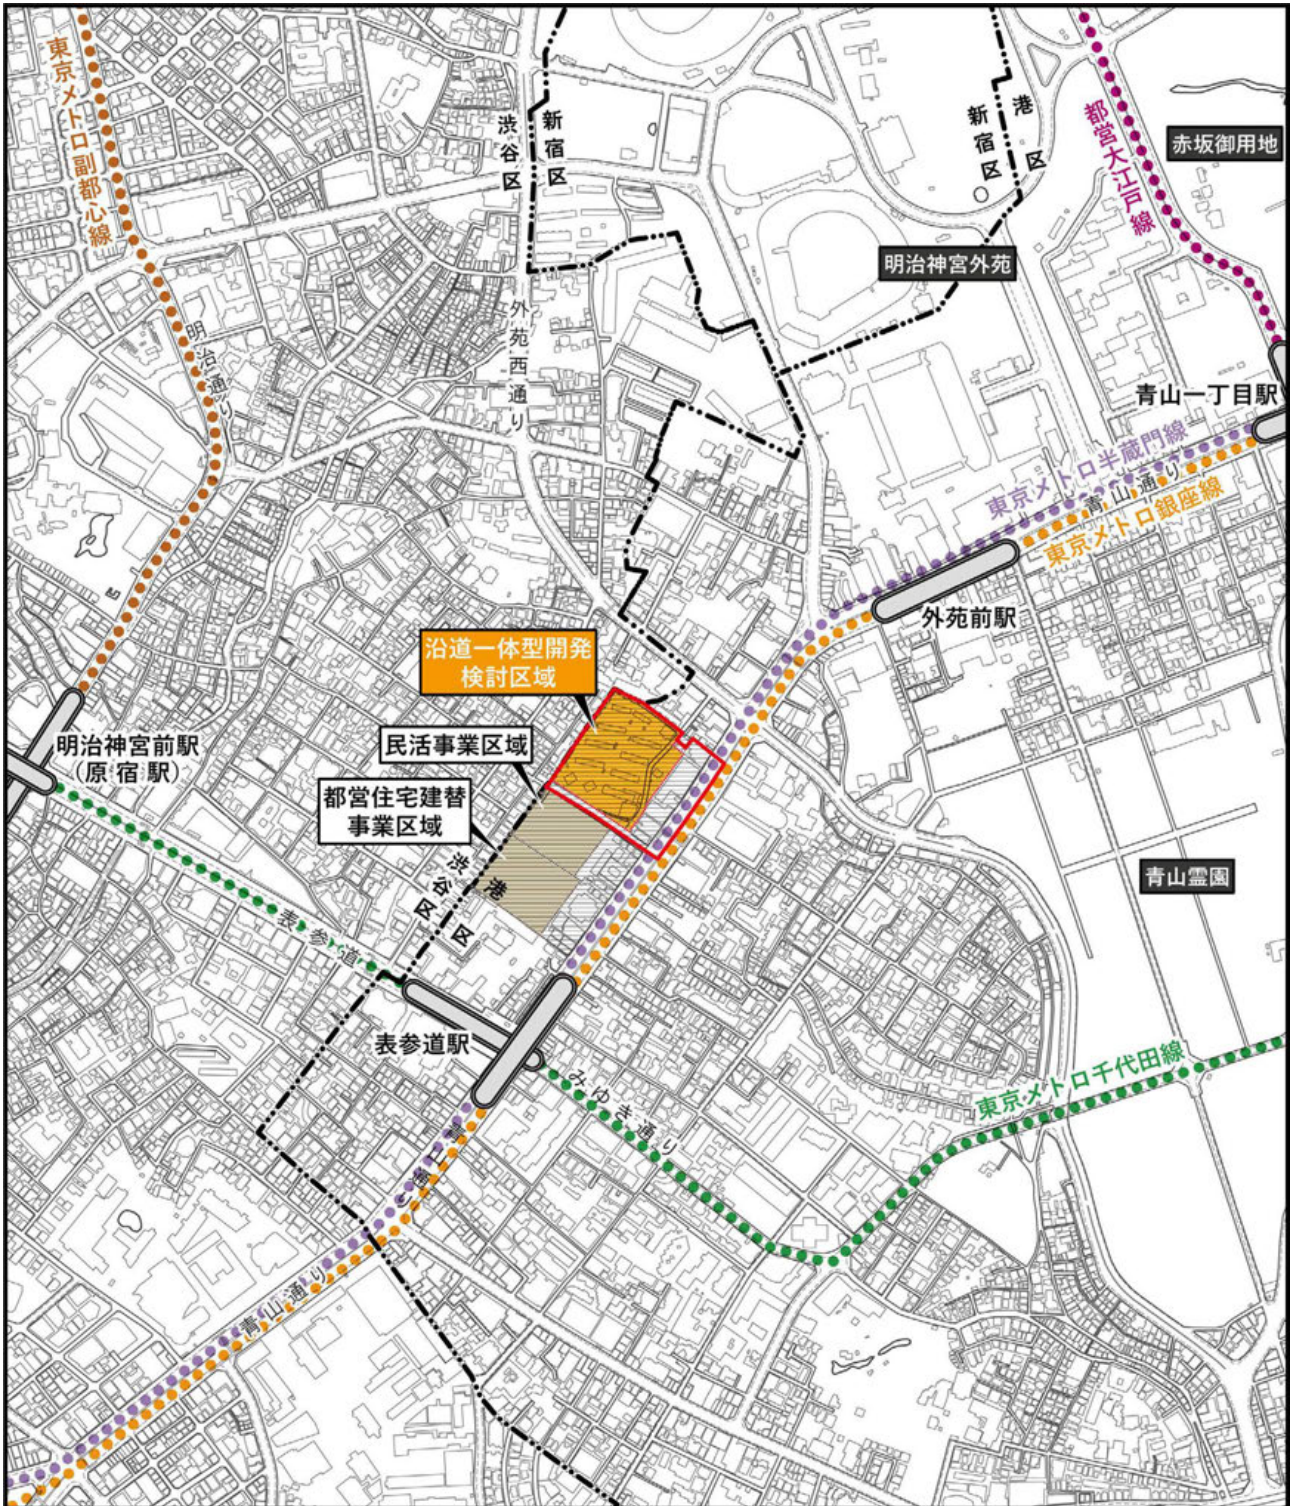 東京メトロ副都心線
渋谷区
新宿区
新宿区
港区
都営大江戸線
赤坂御用地
明治神宮外苑
明治通り
外苑西通り
青山一丁目駅
東京メトロ半蔵門線
青山通り
東京メトロ銀座線
外苑前駅
沿道一体型開発
検討区域
民活事業区域
明治神宮前駅
（原宿駅）
都営住宅建替
事業区域
渋谷区
港区
青山霊園
表参道
表参道駅
みゆき通り
東京メトロ千代田線
青山通り
青山通り